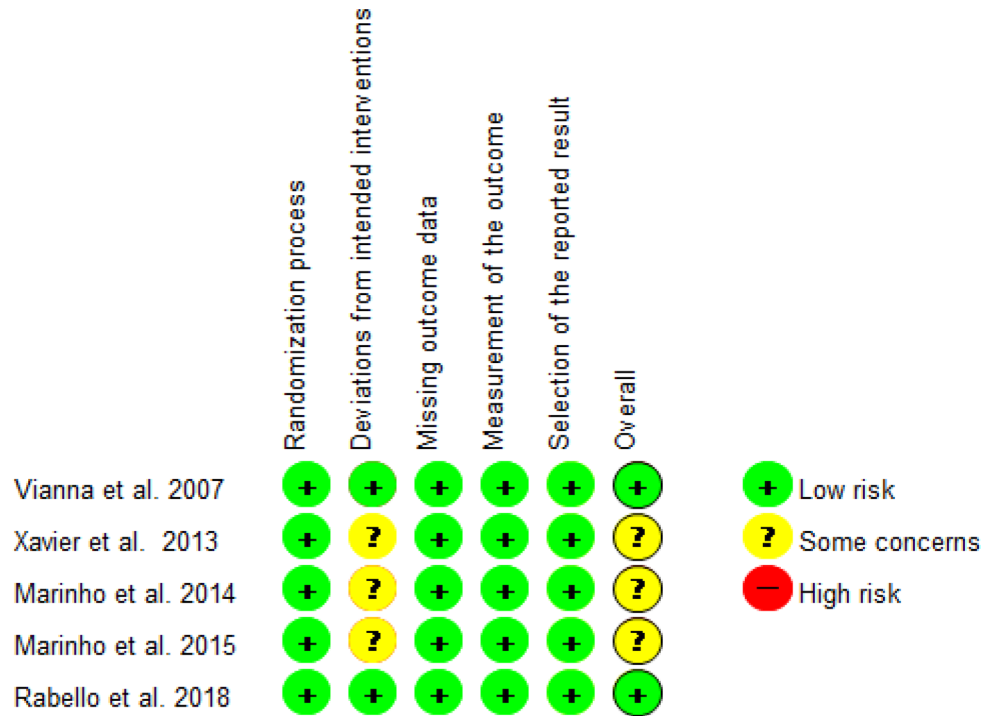 Randomization process
Deviations from intended interventions
Missing outcome data
Measurement of the outcome
Selection of the reported result
Overall
Vianna et al. 2007 + + + + + + + Low risk
Xavier et al. 2013 + ? + + + ? ? Some concerns
Marinho et al. 2014 + ? + + + ? − High risk
Marinho et al. 2015 + ? + + + ?
Rabello et al. 2018 + + + + + +